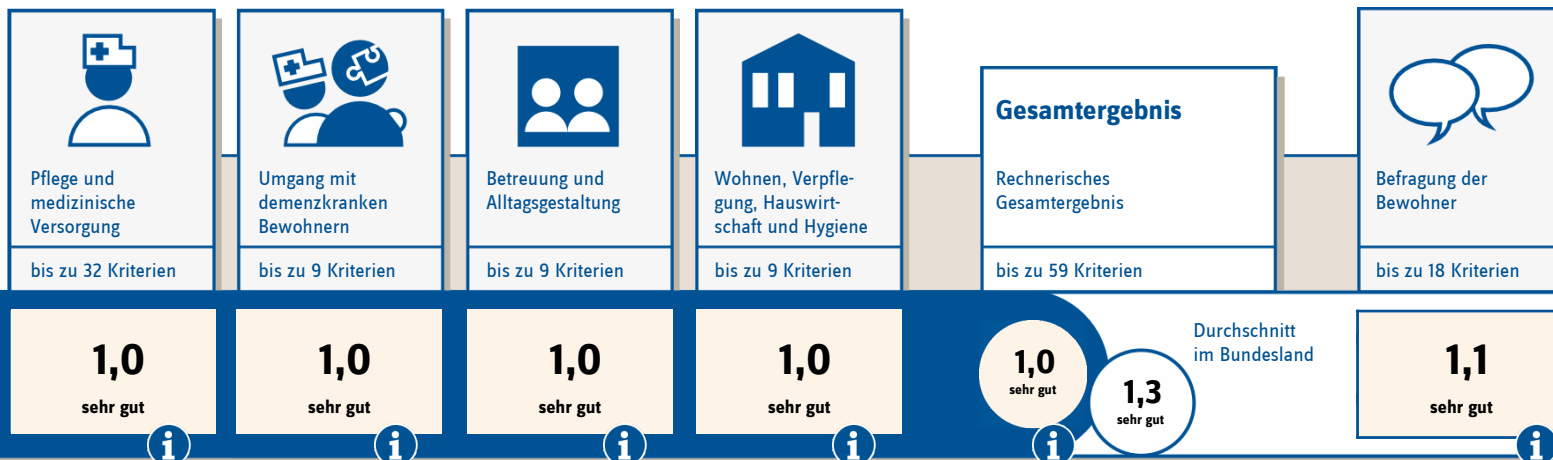 Pflege und
medizinische
Versorgung
bis zu 32 Kriterien
1,0
sehr gut
i
Umgang mit
demenzkranken
Bewohnern
bis zu 9 Kriterien
1,0
sehr gut
i
Betreuung und
Alltagsgestaltung
bis zu 9 Kriterien
1,0
sehr gut
i
Wohnen, Verpfle-
gung, Hauswirt-
schaft und Hygiene
bis zu 9 Kriterien
1,0
sehr gut
i
Gesamtergebnis
Rechnerisches
Gesamtergebnis
bis zu 59 Kriterien
1,0
sehr gut
i
Durchschnitt
im Bundesland
1,3
sehr gut
Befragung der
Bewohner
bis zu 18 Kriterien
1,1
sehr gut
i